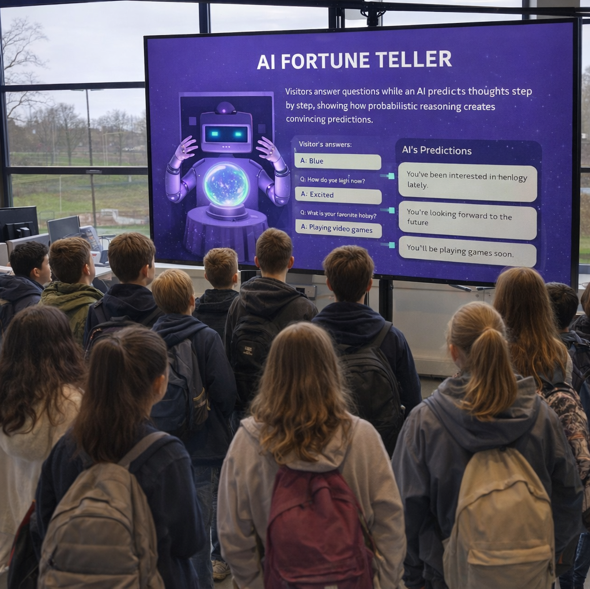 AI FORTUNE TELLER
Visitors answer questions while an AI predicts thoughts step
by step, showing how probabilistic reasoning creates
convincing predictions.
Visitor's answers:
A: Blue
Q: How do now?
A: Excited
Q: What is your favorite hobey?
A. Playing video games
AI's Predictions
You've been interested in henlogy
lately.
You're looking forward to the
future
You'll be playing games soon.